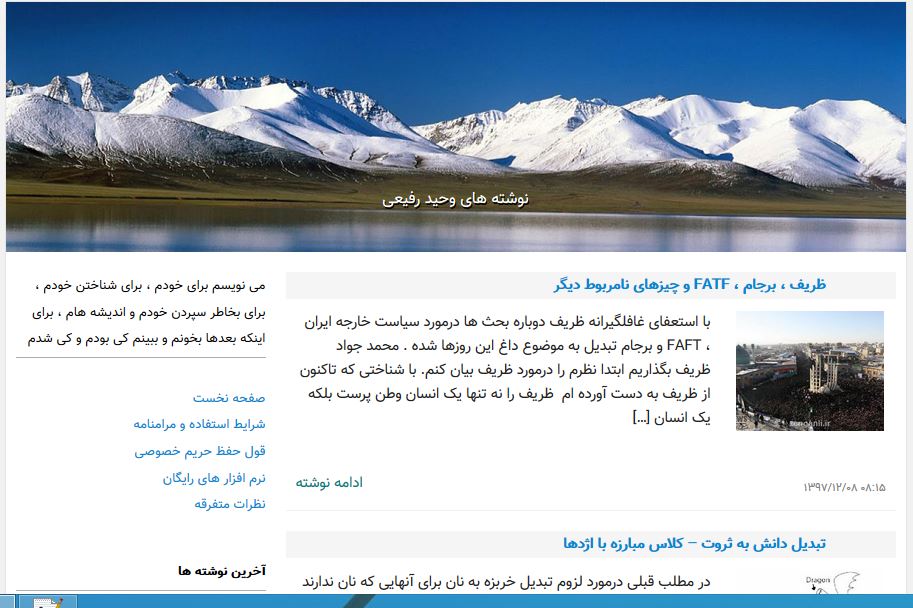 نوشته های وحید رفیعی
ظریف ، برجام ، FATF و چیزهای نامربوط دیگر
با استعفای غافلگیرانه ظریف دوباره بحث ها درمورد سیاست خارجه ایران
، FAFT و برجام تبدیل به موضوع داغ این روزها شده . محمد جواد
ظریف بگذاریم ابتدا نظرم را درمورد ظریف بیان کنم. با شناختی که تاکنون
از ظریف به دست آورده ام ظریف را نه تنها یک انسان وطن پرست بلکه
یک انسان […]
ادامه نوشته
۱۳۹۷/۱۲/۰۸ ۰۸:۱۵
تبدیل دانش به ثروت – کلاس مبارزه با اژدها
در مطلب قبلی درمورد لزوم تبدیل خربزه به نان برای آنهایی که نان ندارند
Dragon
می نویسم برای خودم ، برای شناختن خودم ،
برای بخاطر سپردن خودم و اندیشه هام ، برای
اینکه بعدها بخونم و ببینم کی بودم و کی شدم
صفحه نخست
شرایط استفاده و مرامنامه
قول حفظ حریم خصوصی
نرم افزار های رایگان
نظرات متفرقه
آخرین نوشته ها